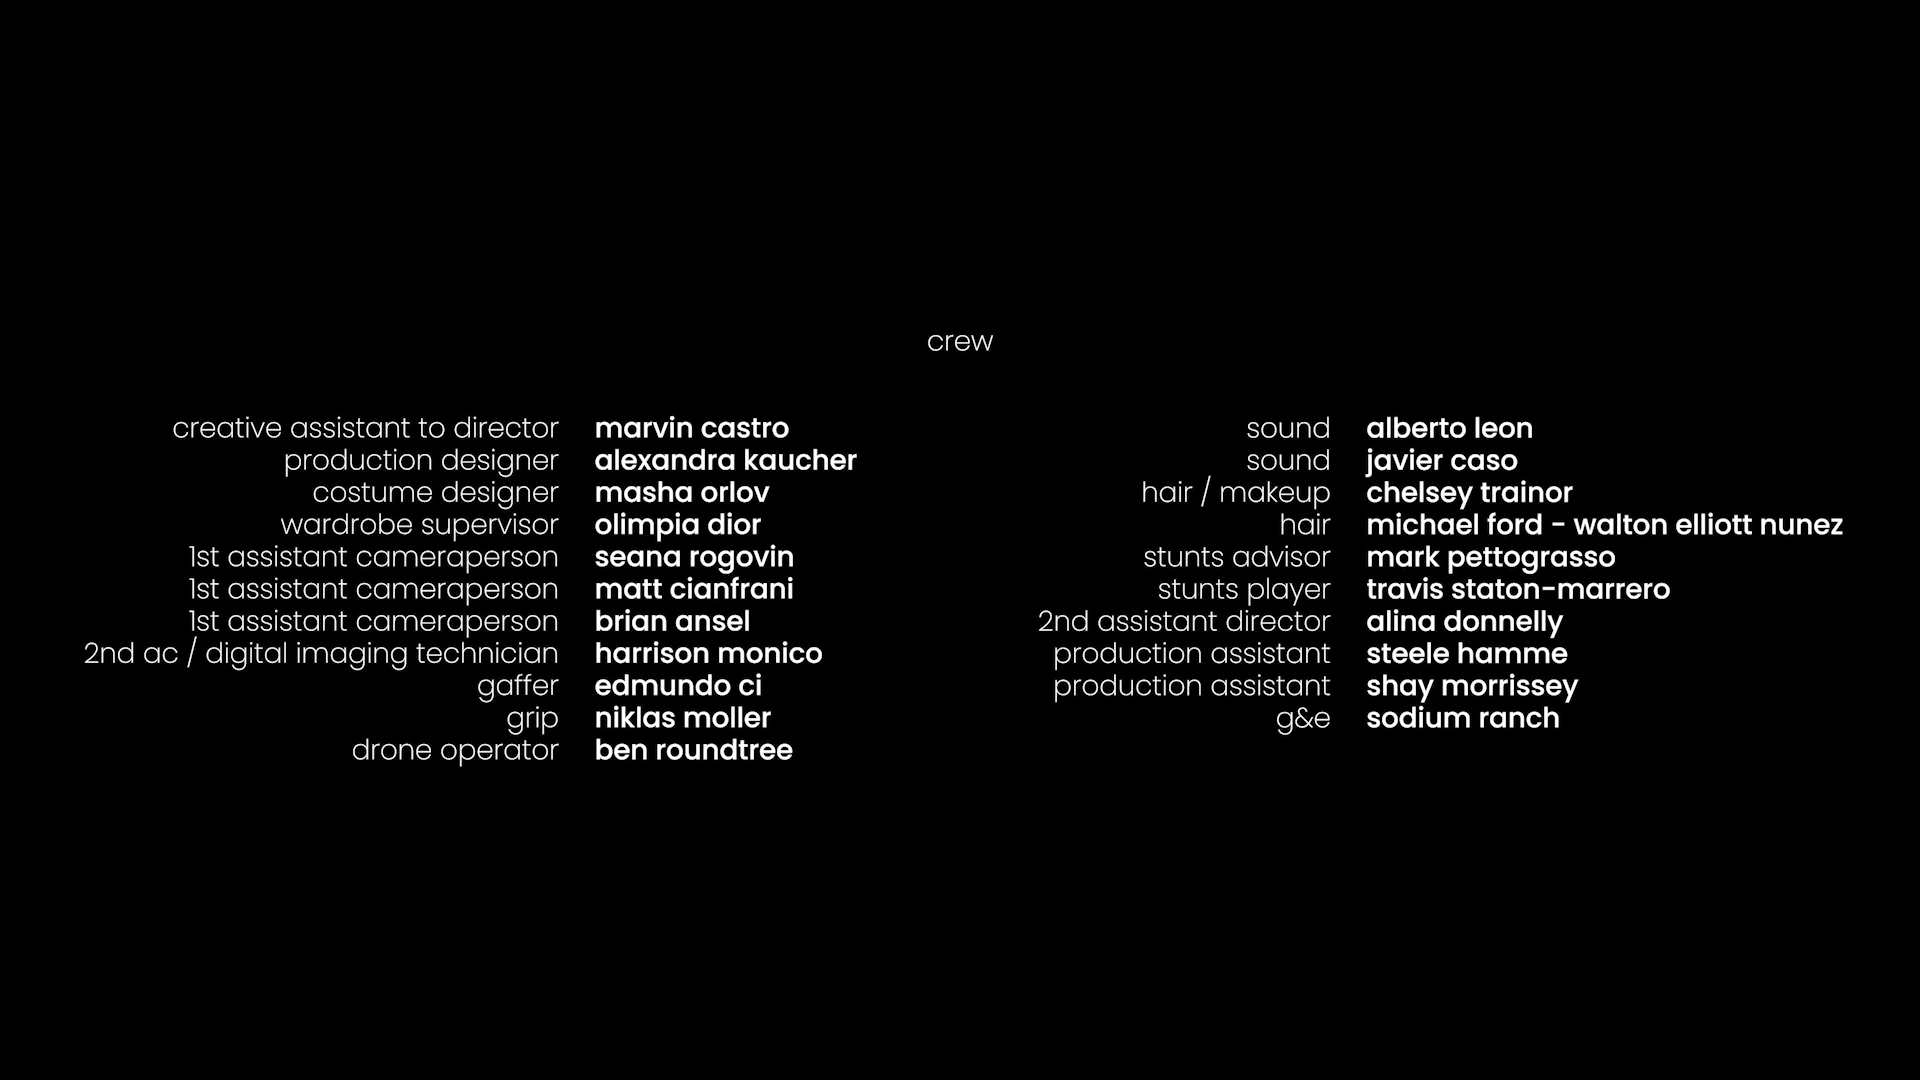 crew
creative assistant to director marvin castro
production designer alexandra kaucher
costume designer masha orlov
wardrobe supervisor olimpia dior
1st assistant cameraperson seana rogovin
1st assistant cameraperson matt cianfrani
1st assistant cameraperson brian ansel
2nd ac / digital imaging technician harrison monico
gaffer edmundo ci
grip niklas moller
drone operator ben roundtree
sound alberto leon
sound javier caso
hair / makeup chelsey trainor
hair michael ford - walton elliott nunez
stunts advisor mark pettograsso
stunts player travis staton-marrero
2nd assistant director alina donnelly
production assistant steele hamme
production assistant shay morrissey
g&e sodium ranch